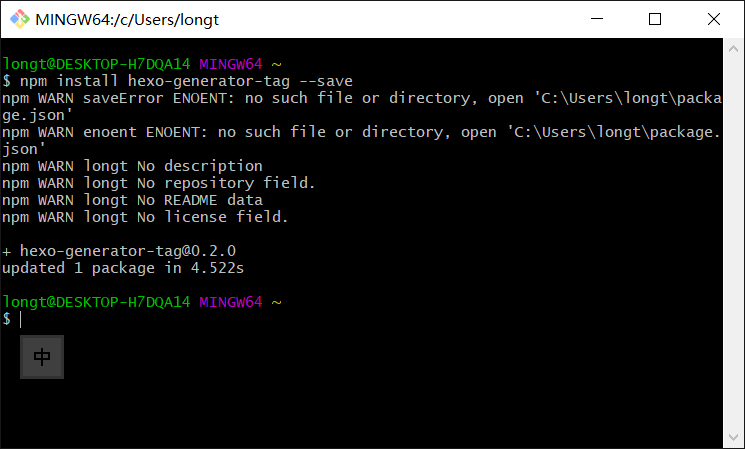 MINGW64:/c/Users/longt
longt@DESKTOP-H7DQA14 MINGW64 ~
$ npm install hexo-generator-tag --save
npm WARN saveError ENOENT: no such file or directory, open 'C:\Users\longt\packa
ge.json'
npm WARN enoent ENOENT: no such file or directory, open 'C:\Users\longt\package.
json'
npm WARN longt No description
npm WARN longt No repository field.
npm WARN longt No README data
npm WARN longt No license field.
+ hexo-generator-tag@0.2.0
updated 1 package in 4.522s
longt@DESKTOP-H7DQA14 MINGW64 ~
$
中